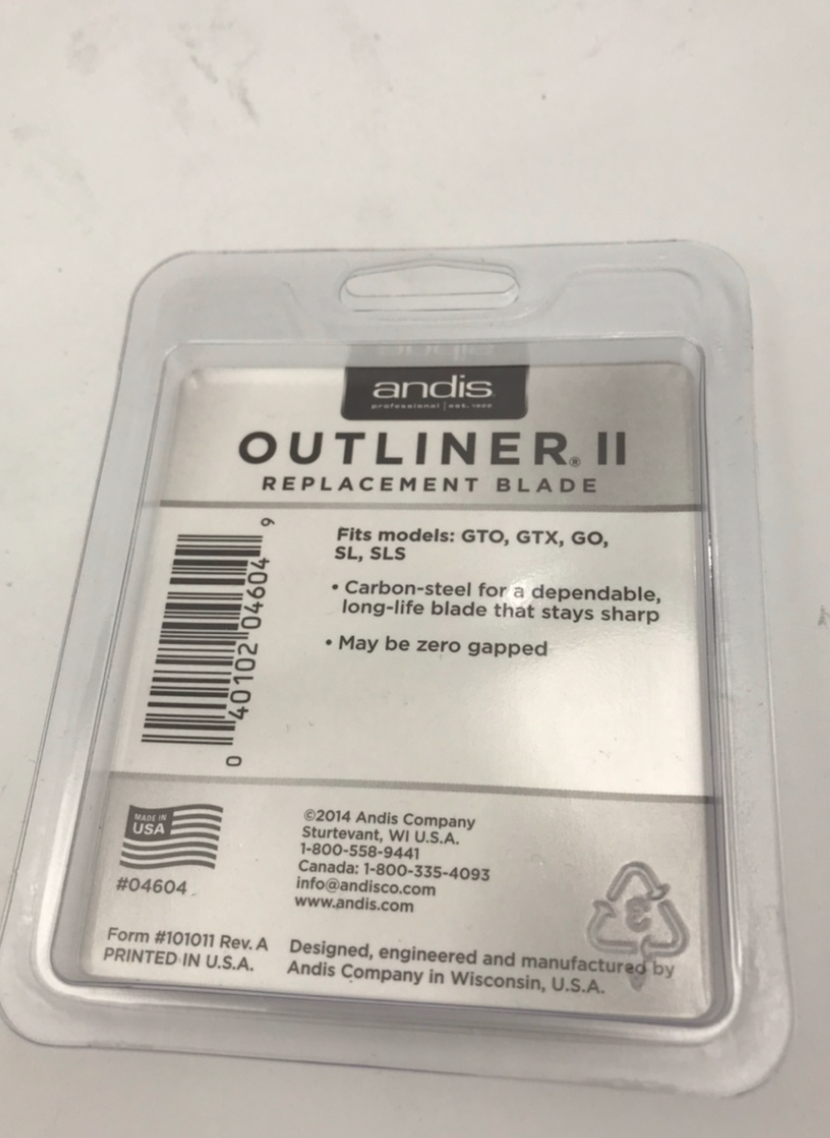 andis
professional | est. 1922
OUTLINER® II
REPLACEMENT BLADE
Fits models: GTO, GTX, GO,
SL, SLS
• Carbon-steel for a dependable,
long-life blade that stays sharp
• May be zero gapped
0 40102 04604 9
MADE IN
USA
#04604
©2014 Andis Company
Sturtevant, WI U.S.A.
1-800-558-9441
Canada: 1-800-335-4093
info@andisco.com
www.andis.com
Form #101011 Rev. A
PRINTED IN U.S.A.
Designed, engineered and manufactured by
Andis Company in Wisconsin, U.S.A.
3